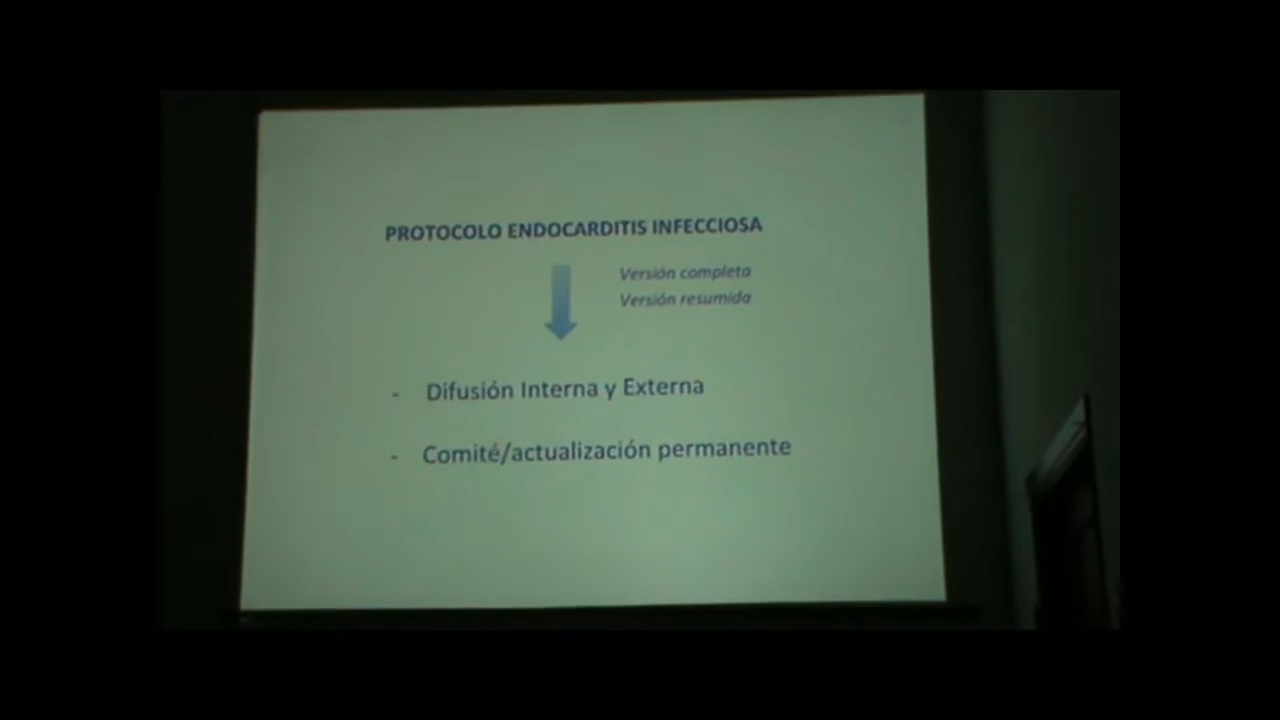 PROTOCOLO ENDOCARDITIS INFECCIOSA
Versión completa
Versión resumida
- Difusión Interna y Externa
- Comité/actualización permanente